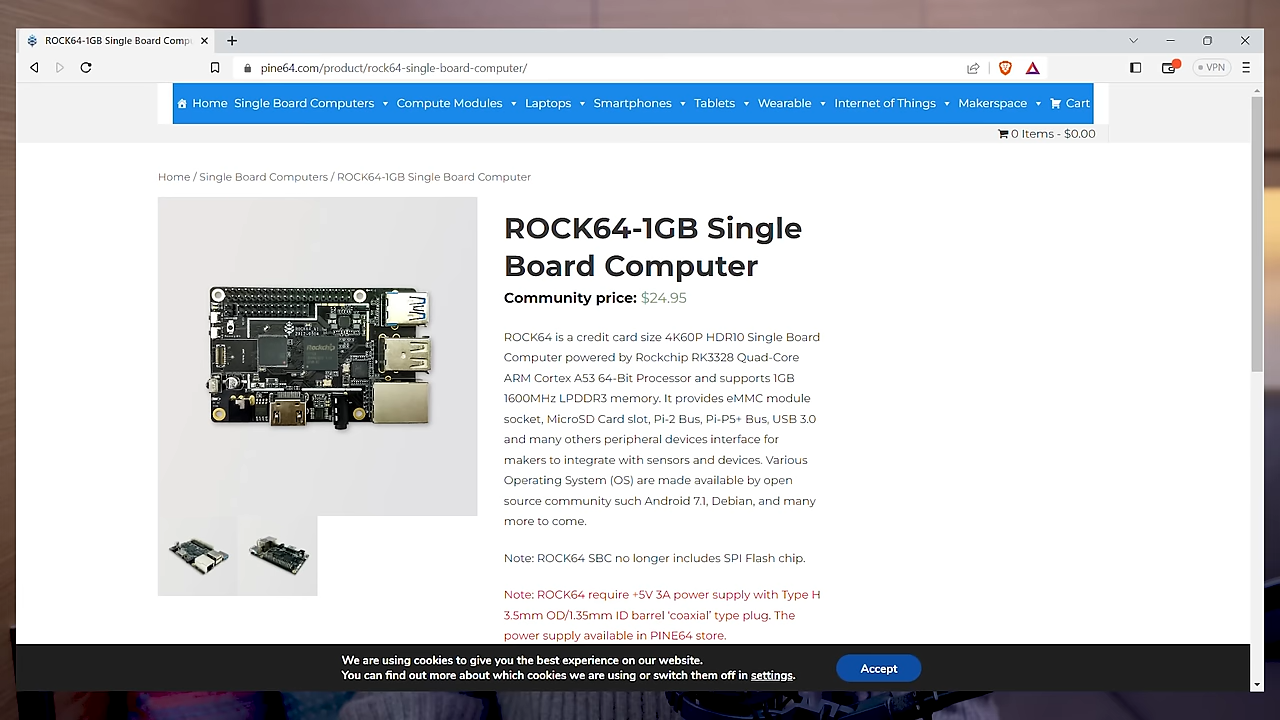 ROCK64-1GB Single Board Comp
pine64.com/product/rock64-single-board-computer/
VPN
Home Single Board Computers Compute Modules Laptops Smartphones Tablets Wearable Internet of Things Makerspace Cart
0 Items - $0.00
Home / Single Board Computers / ROCK64-1GB Single Board Computer
ROCK64-1GB Single
Board Computer
Community price: $24.95
ROCK64 is a credit card size 4K60P HDR10 Single Board
Computer powered by Rockchip RK3328 Quad-Core
ARM Cortex A53 64-Bit Processor and supports 1GB
1600MHz LPDDR3 memory. It provides eMMC module
socket, MicroSD Card slot, Pi-2 Bus, Pi-P5+ Bus, USB 3.0
and many others peripheral devices interface for
makers to integrate with sensors and devices. Various
Operating System (OS) are made available by open
source community such Android 7.1, Debian, and many
more to come.
Note: ROCK64 SBC no longer includes SPI Flash chip.
Note: ROCK64 require +5V 3A power supply with Type H
3.5mm OD/1.35mm ID barrel ‘coaxial’ type plug. The
power supply available in PINE64 store.
We are using cookies to give you the best experience on our website.
You can find out more about which cookies we are using or switch them off in settings.
Accept